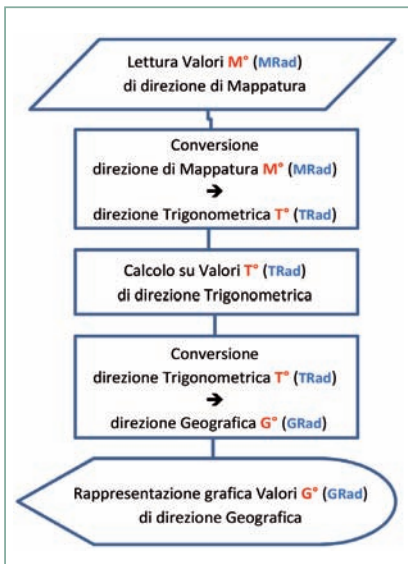 Lettura Valori M° (MRad)
di direzione di Mappatura
Conversione
direzione di Mappatura M° (MRad)
➔
direzione Trigonometrica T° (TRad)
Calcolo su Valori T° (TRad)
di direzione Trigonometrica
Conversione
direzione Trigonometrica T° (TRad)
➔
direzione Geografica G° (GRad)
Rappresentazione grafica Valori G° (GRad)
di direzione Geografica